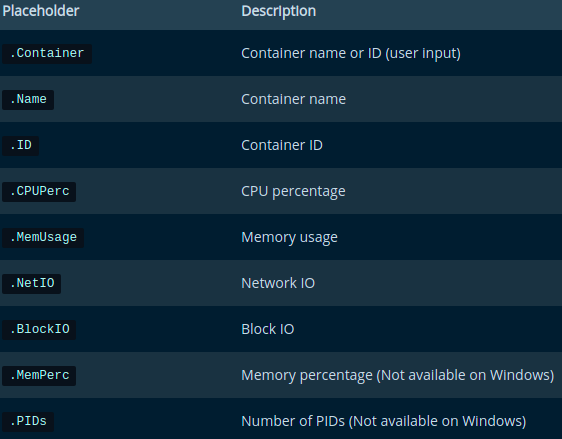 Placeholder Description
.Container Container name or ID (user input)
.Name Container name
.ID Container ID
.CPUPerc CPU percentage
.MemUsage Memory usage
.NetIO Network IO
.BlockIO Block IO
.MemPerc Memory percentage (Not available on Windows)
.PIDs Number of PIDs (Not available on Windows)